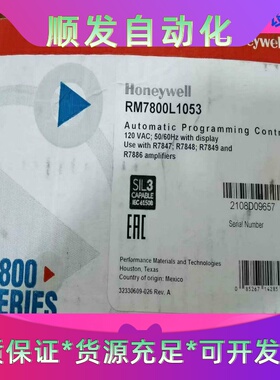 顺发自动化
Honeywell
RM7800L1053
Automatic Programming Contr
120 VAC; 50/60Hz with display
Use with R7847; R7848; R7849 and
R7886 amplifiers
SIL 3
CAPABLE
IEC 61508
EAC
2108D09657
Serial Number
Performance Materials and Technologies
Houston, Texas
Country of origin: Mexico
32330609-026 Rev. A
7800
SERIES
质保证*货源充足*可开发